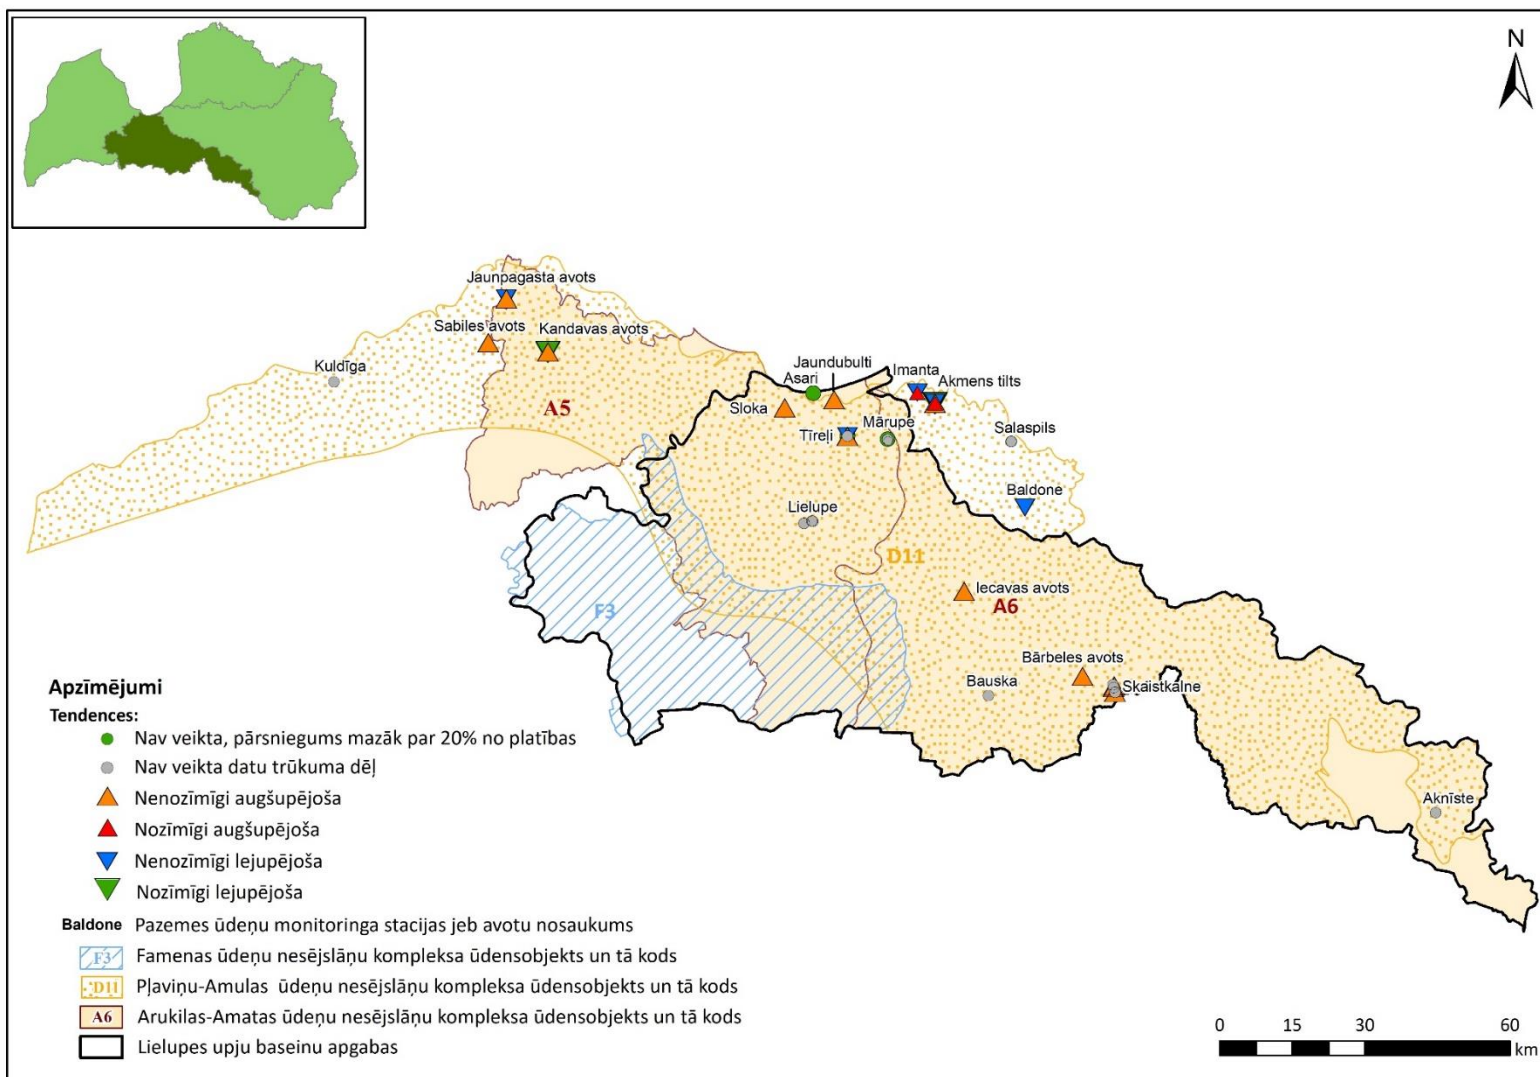 N
Jaunpagasta avots
Sabiles avots
Kandavas avots
Kuldīga
Jaundubulti
Asari
Imanta
Akmens tilts
A5
Sloka
Tīreļi
Mārupe
Salaspils
Baldone
Lielupe
D11
Iecavas avots
A6
F3
Bārbeles avots
Bauska
Skaistkalne
Aknīste
Apzīmējumi
Tendences:
Nav veikta, pārsniegums mazāk par 20% no platības
Nav veikta datu trūkuma dēļ
Nenozīmīgi augšupējoša
Nozīmīgi augšupējoša
Nenozīmīgi lejupējoša
Nozīmīgi lejupējoša
Baldone Pazemes ūdeņu monitoringa stacijas jeb avotu nosaukums
F3 Famenas ūdeņu nesējslāņu kompleksa ūdensobjekts un tā kods
D11 Pļaviņu-Amulas ūdeņu nesējslāņu kompleksa ūdensobjekts un tā kods
A6 Arukilas-Amatas ūdeņu nesējslāņu kompleksa ūdensobjekts un tā kods
Lielupes upju baseinu apgabas
0 15 30 60
km